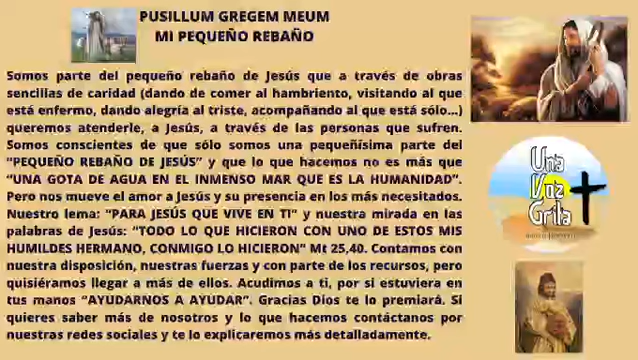 PUSILLUM GREGEM MEUM
MI PEQUEÑO REBAÑO
Somos parte del pequeño rebaño de Jesús que a través de obras
sencillas de caridad (dando de comer al hambriento, visitando al que
está enfermo, dando alegría al triste, acompañando al que está sólo...)
queremos atenderle, a Jesús, a través de las personas que sufren.
Somos conscientes de que sólo somos una pequeñísima parte del
“PEQUEÑO REBAÑO DE JESÚS” y que lo que hacemos no es más que
“UNA GOTA DE AGUA EN EL INMENSO MAR QUE ES LA HUMANIDAD”.
Pero nos mueve el amor a Jesús y su presencia en los más necesitados.
Nuestro lema: “PARA JESÚS QUE VIVE EN TI” y nuestra mirada en las
palabras de Jesús: “TODO LO QUE HICIERON CON UNO DE ESTOS MIS
HUMILDES HERMANO, CONMIGO LO HICIERON” Mt 25,40. Contamos con
nuestra disposición, nuestras fuerzas y con parte de los recursos, pero
quisiéramos llegar a más de ellos. Acudimos a ti, por si estuviera en
tus manos “AYUDARNOS A AYUDAR”. Gracias Dios te lo premiará. Si
quieres saber más de nosotros y lo que hacemos contáctanos por
nuestras redes sociales y te lo explicaremos más detalladamente.
Una
Voz
Grita